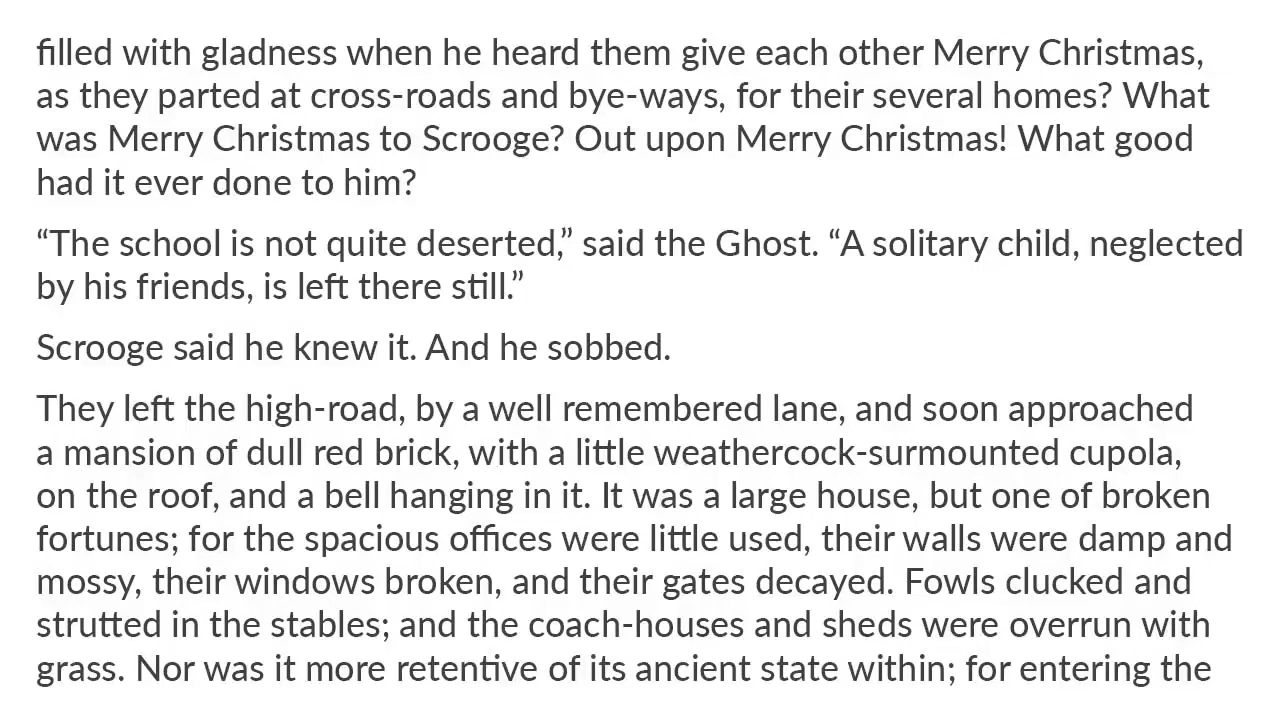 filled with gladness when he heard them give each other Merry Christmas,
as they parted at cross-roads and bye-ways, for their several homes? What
was Merry Christmas to Scrooge? Out upon Merry Christmas! What good
had it ever done to him?
“The school is not quite deserted,” said the Ghost. “A solitary child, neglected
by his friends, is left there still.”
Scrooge said he knew it. And he sobbed.
They left the high-road, by a well remembered lane, and soon approached
a mansion of dull red brick, with a little weathercock-surmounted cupola,
on the roof, and a bell hanging in it. It was a large house, but one of broken
fortunes; for the spacious offices were little used, their walls were damp and
mossy, their windows broken, and their gates decayed. Fowls clucked and
strutted in the stables; and the coach-houses and sheds were overrun with
grass. Nor was it more retentive of its ancient state within; for entering the